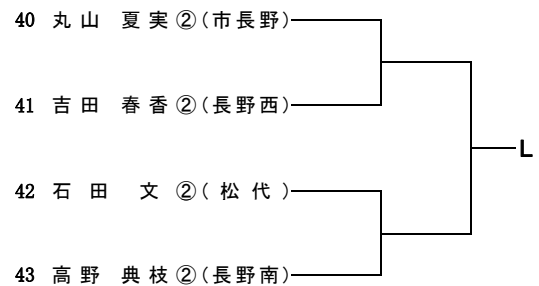 40 丸山 夏実②(市長野)
41 吉田 春香②(長野西)
L
42 石田 文②(松代)
43 高野 典枝②(長野南)